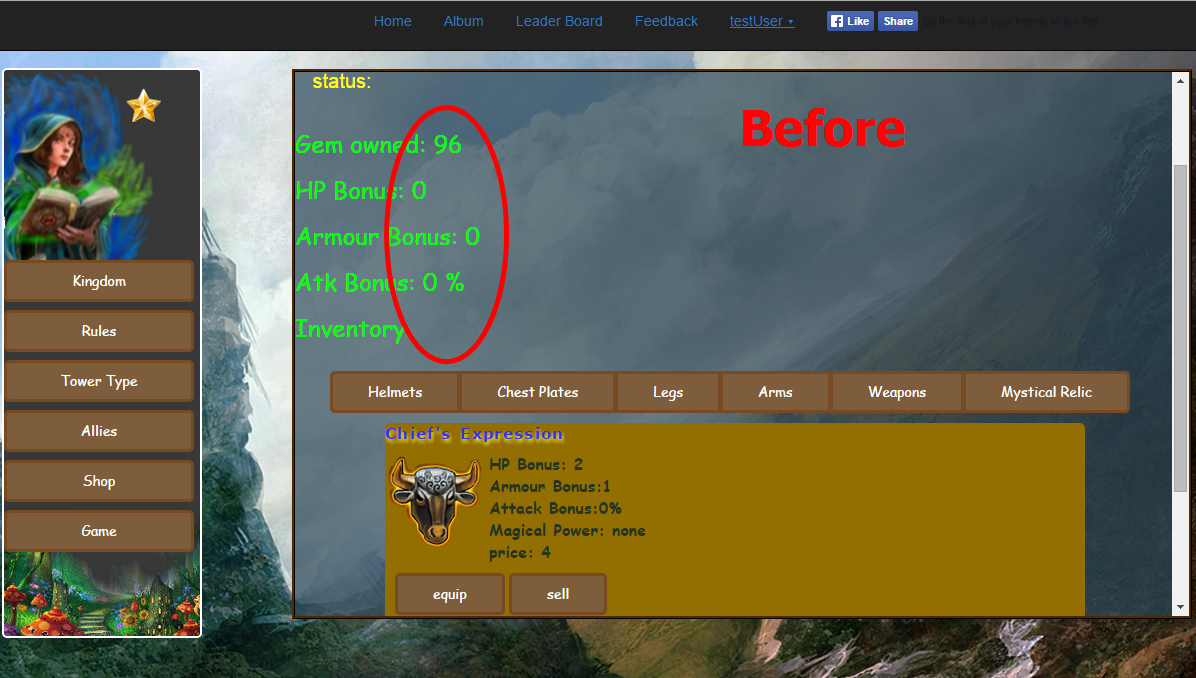 Home Album Leader Board Feedback testUser Like Share Be the first of your friends to like this.
status:
Before
Gem owned: 96
HP Bonus: 0
Armour Bonus: 0
Atk Bonus: 0 %
Inventory
Kingdom
Rules
Tower Type
Allies
Shop
Game
Helmets Chest Plates Legs Arms Weapons Mystical Relic
Chief's Expression
HP Bonus: 2
Armour Bonus:1
Attack Bonus:0%
Magical Power: none
price: 4
equip sell